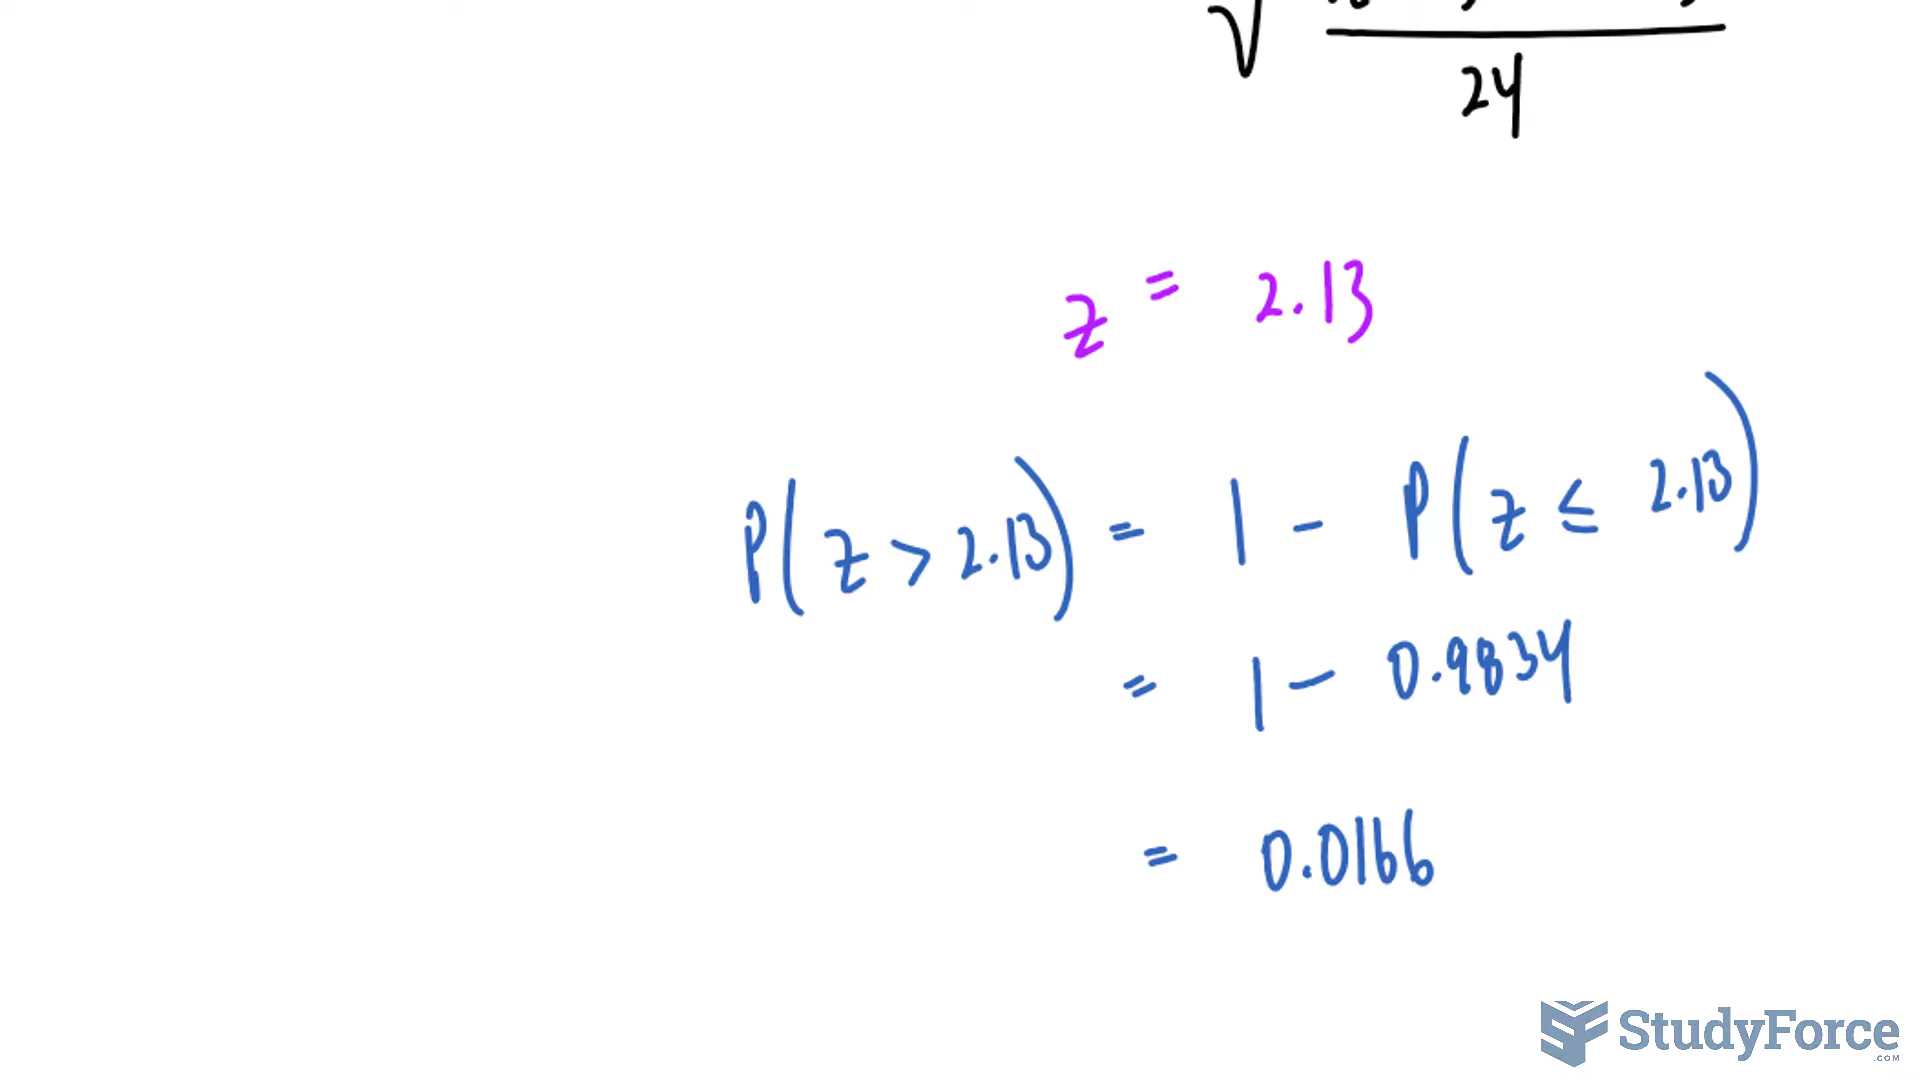 √
24
z = 2.13
P(z > 2.13) = 1 - P(z ≤ 2.13)
= 1 - 0.9834
= 0.0166
StudyForce
.COM